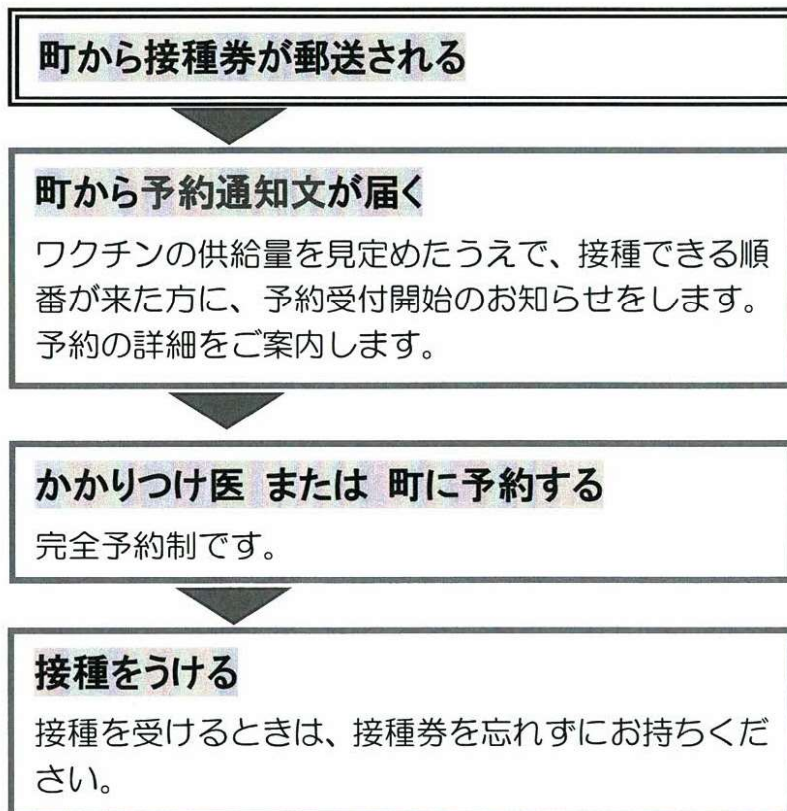 町から接種券が郵送される
町から予約通知文が届く
ワクチンの供給量を見定めたうえで、接種できる順
番が来た方に、予約受付開始のお知らせをします。
予約の詳細をご案内します。
かかりつけ医 または 町に予約する
完全予約制です。
接種をうける
接種を受けるときは、接種券を忘れずにお持ちくだ
さい。